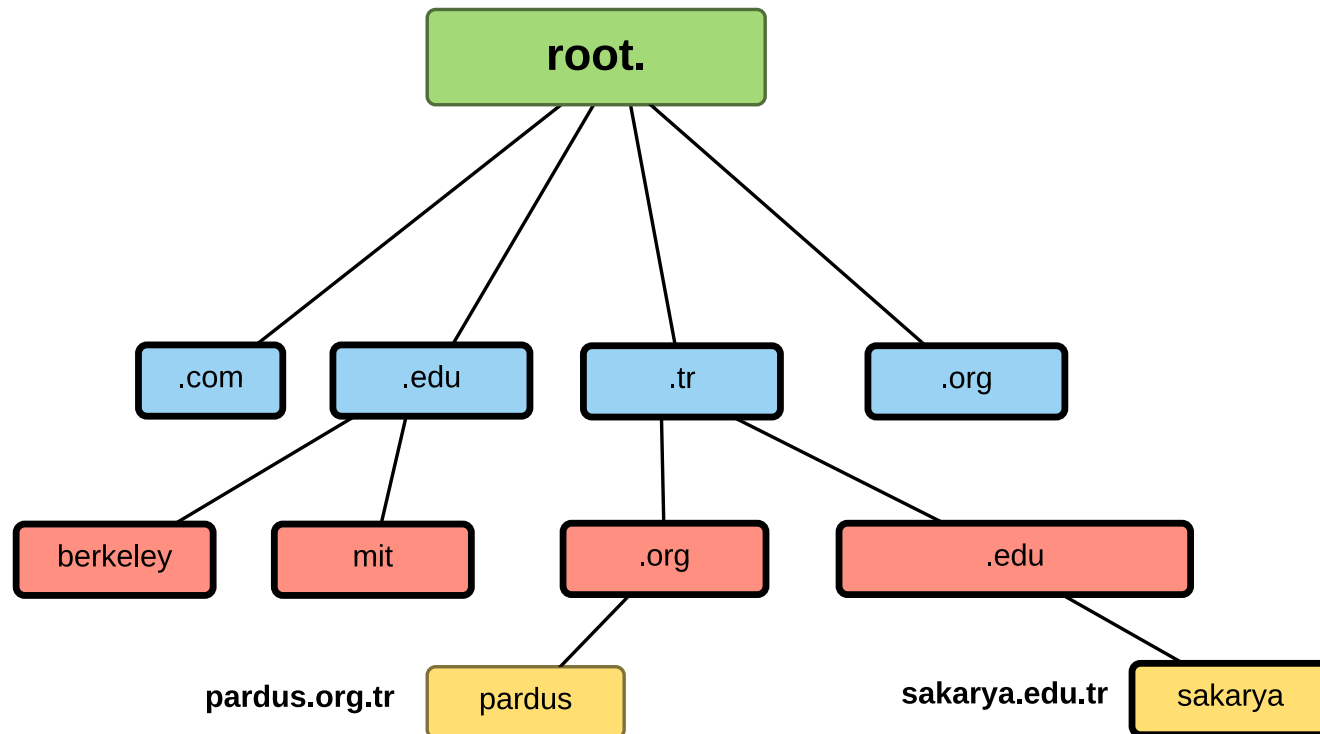 root.
.com
.edu
.tr
.org
berkeley
mit
.org
.edu
pardus.org.tr
pardus
sakarya.edu.tr
sakarya